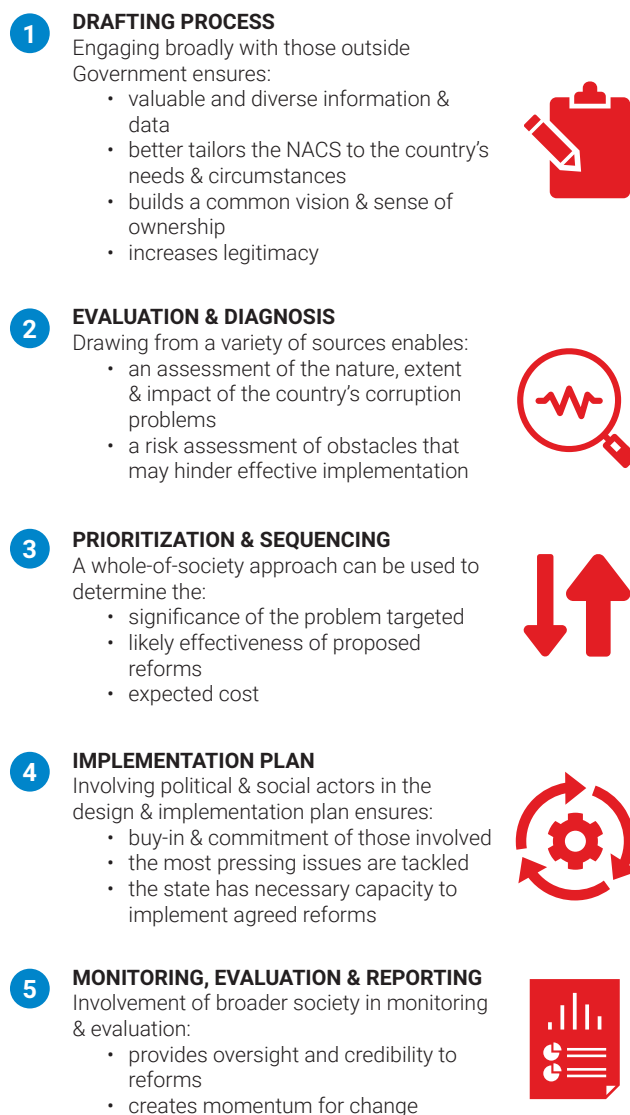 1
DRAFTING PROCESS
Engaging broadly with those outside
Government ensures:
• valuable and diverse information &
data
• better tailors the NACS to the country's
needs & circumstances
• builds a common vision & sense of
ownership
• increases legitimacy
2
EVALUATION & DIAGNOSIS
Drawing from a variety of sources enables:
• an assessment of the nature, extent
& impact of the country's corruption
problems
• a risk assessment of obstacles that
may hinder effective implementation
3
PRIORITIZATION & SEQUENCING
A whole-of-society approach can be used to
determine the:
• significance of the problem targeted
• likely effectiveness of proposed
reforms
• expected cost
4
IMPLEMENTATION PLAN
Involving political & social actors in the
design & implementation plan ensures:
• buy-in & commitment of those involved
• the most pressing issues are tackled
• the state has necessary capacity to
implement agreed reforms
5
MONITORING, EVALUATION & REPORTING
Involvement of broader society in monitoring
& evaluation:
• provides oversight and credibility to
reforms
• creates momentum for change